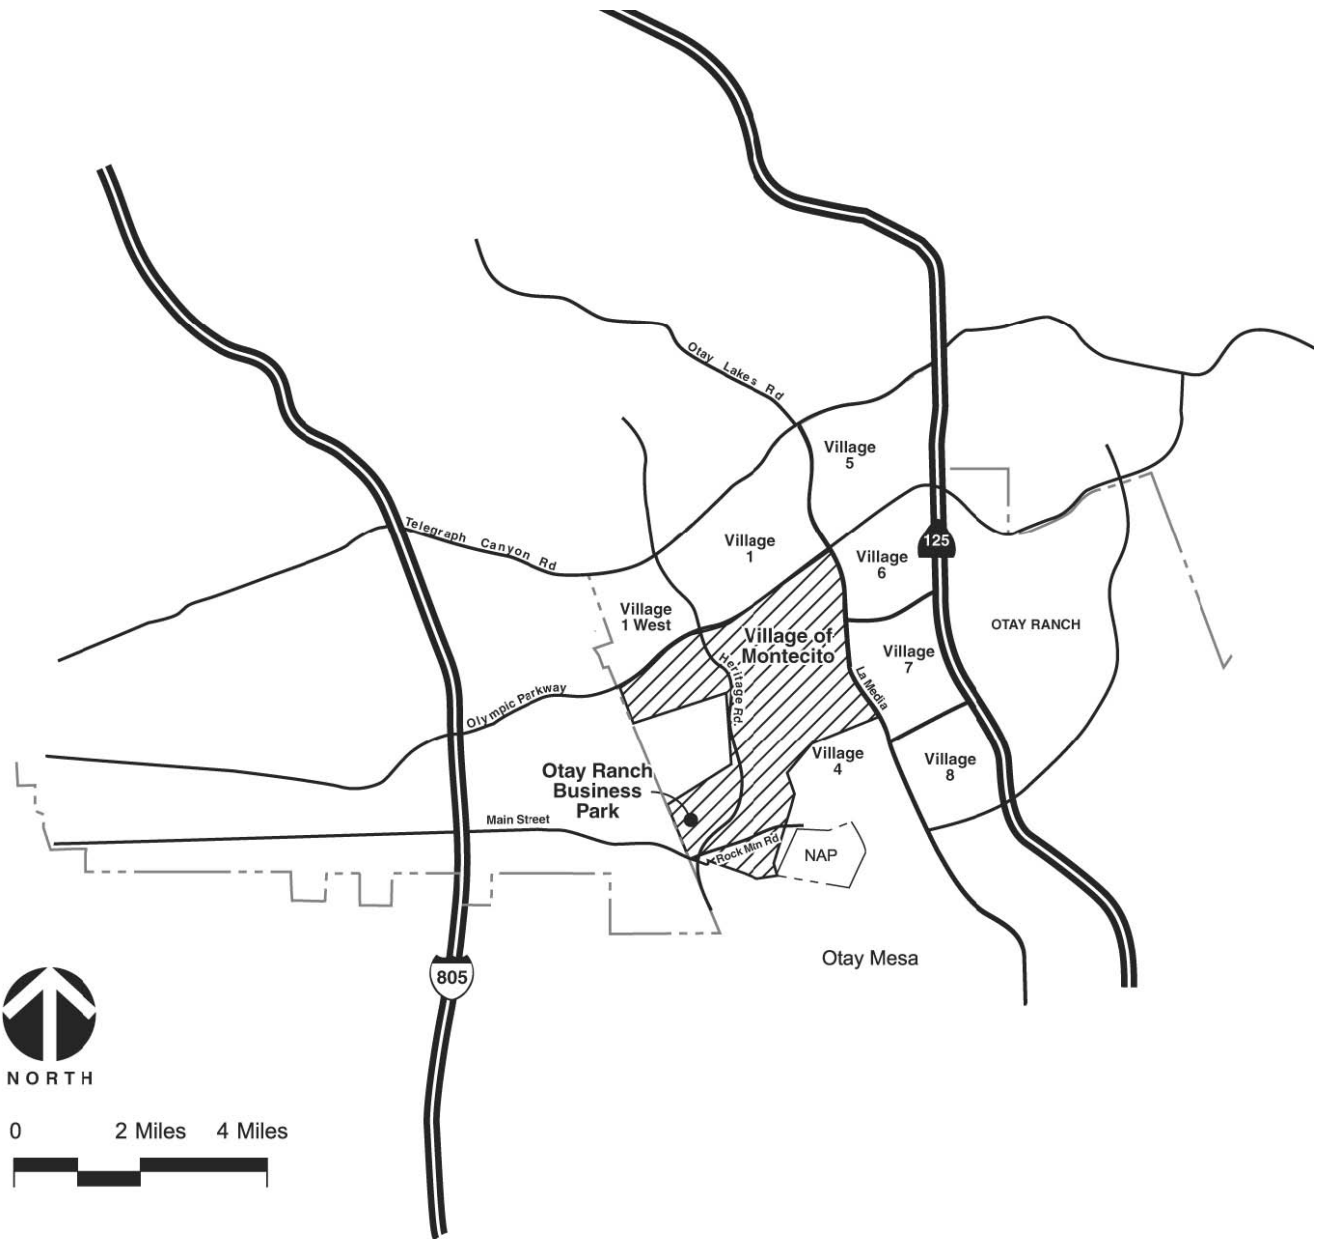 Otay Lakes Rd
Village
5
Telegraph Canyon Rd
Village
1
125
Village
6
Village
1 West
OTAY RANCH
Village of
Montecito
Village
7
Heritage Rd.
La Media
Olympic Parkway
Village
4
Village
8
Otay Ranch
Business
Park
Main Street
Rock Mtn Rd
NAP
Otay Mesa
805
NORTH
0 2 Miles 4 Miles